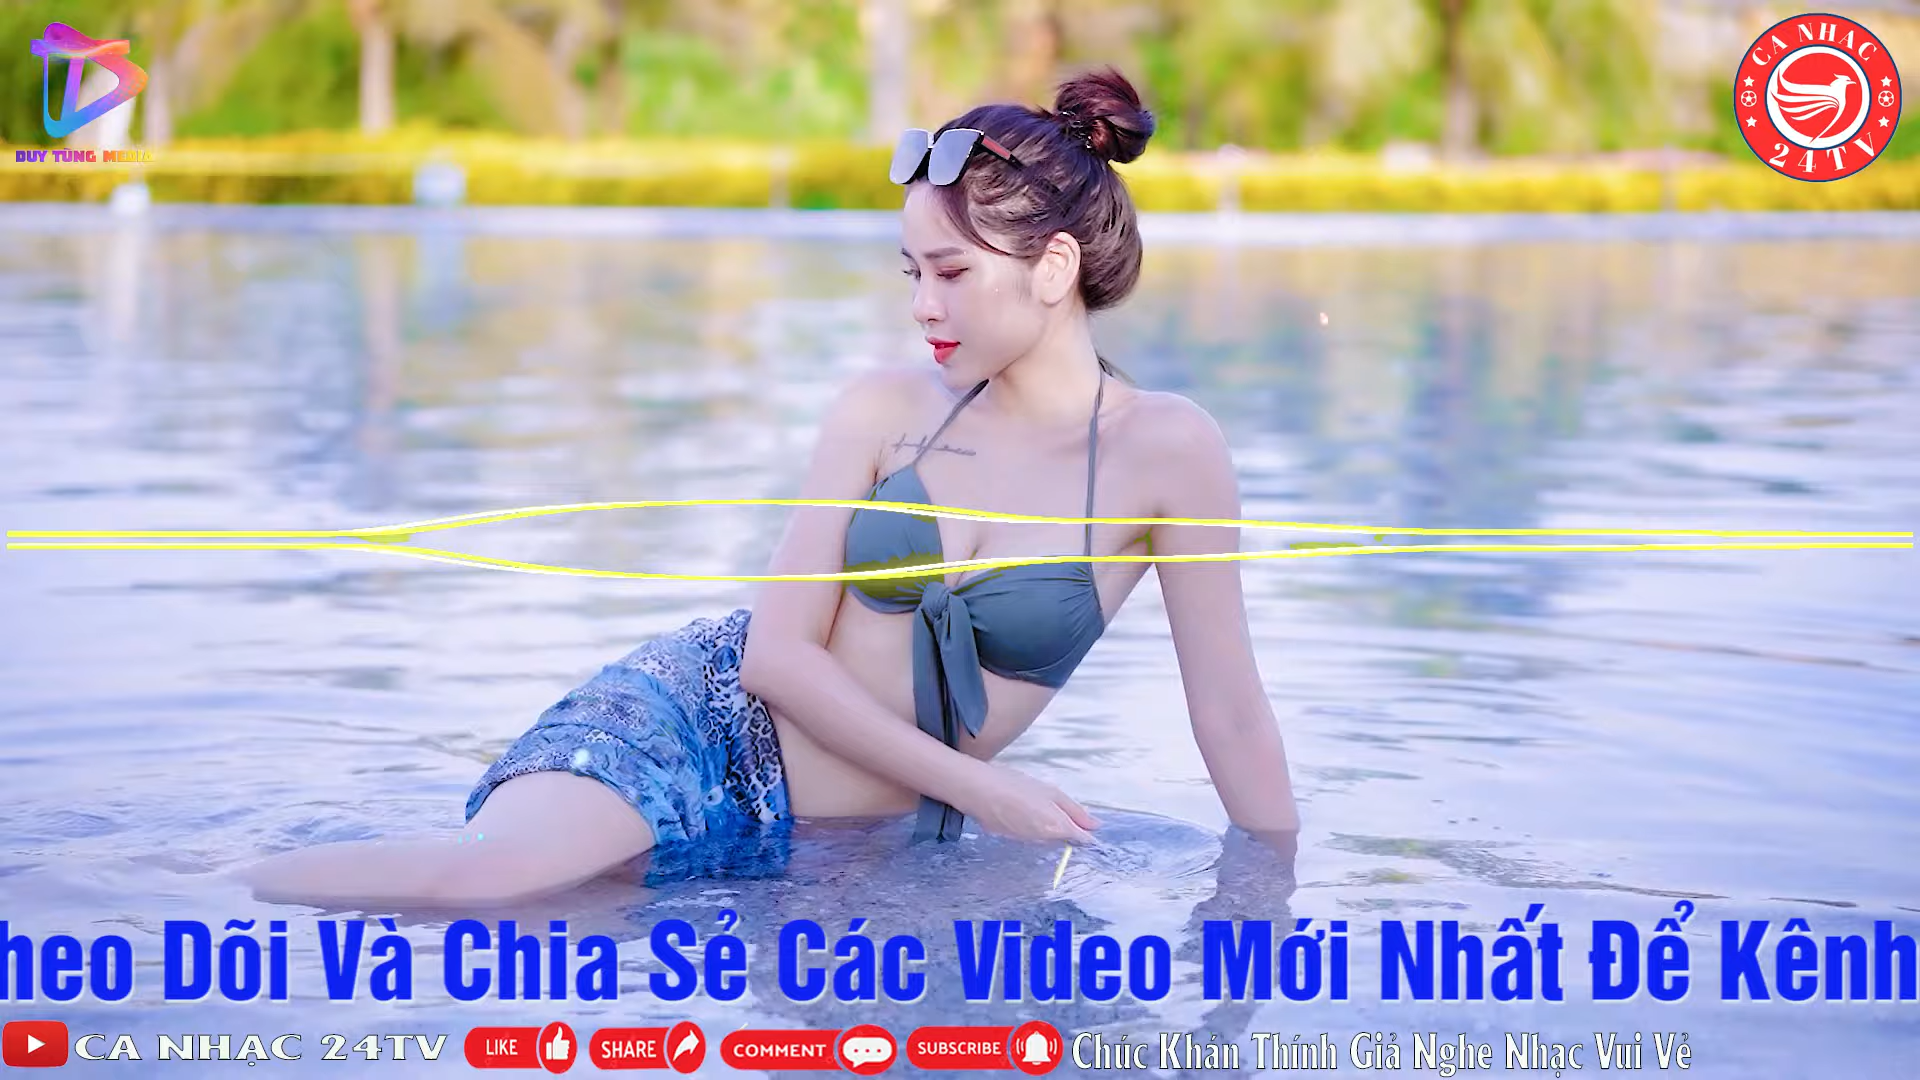 DUY TÙNG MEDIA
CA NHẠC
24TV
heo Dõi Và Chia Sẻ Các Video Mới Nhất Để Kênh
CA NHẠC 24TV LIKE SHARE COMMENT SUBSCRIBE Chúc Khán Thính Giả Nghe Nhạc Vui Vẻ